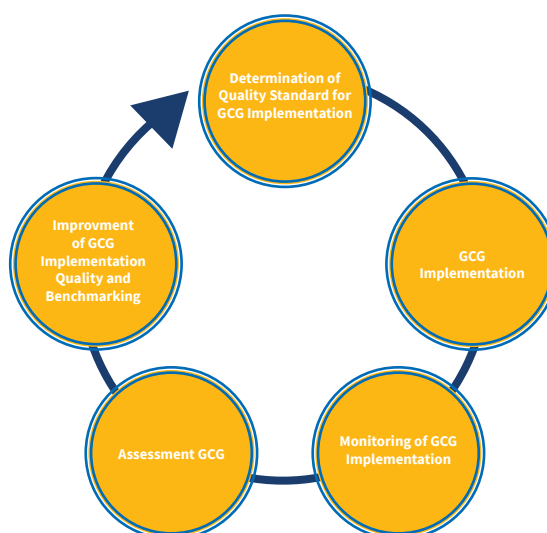 Determination of
Quality Standard for
GCG Implementation
GCG
Implementation
Monitoring of GCG
Implementation
Assessment GCG
Improvment
of GCG
Implementation
Quality and
Benchmarking